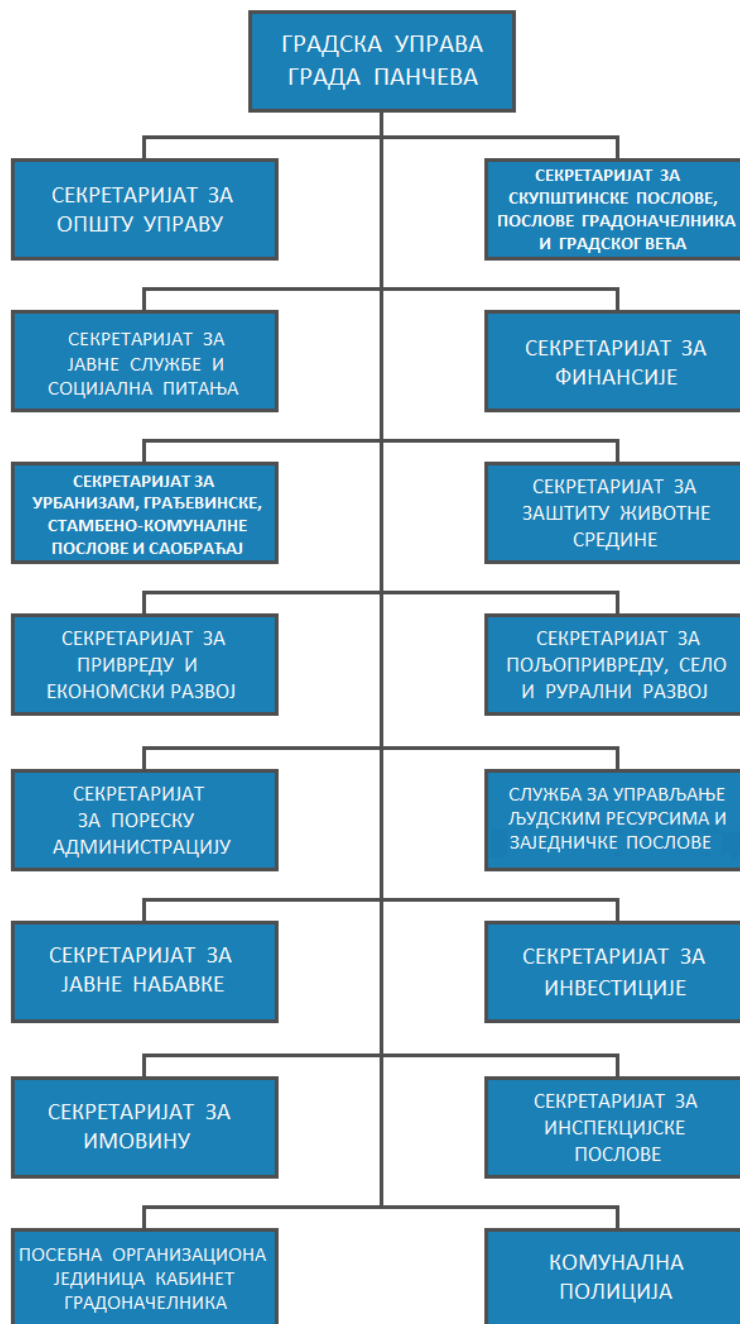 ГРАДСКА УПРАВА
ГРАДА ПАНЧЕВА
СЕКРЕТАРИЈАТ ЗА
ОПШТУ УПРАВУ
СЕКРЕТАРИЈАТ ЗА
СКУПШТИНСКЕ ПОСЛОВЕ,
ПОСЛОВЕ ГРАДОНАЧЕЛНИКА
И ГРАДСКОГ ВЕЋА
СЕКРЕТАРИЈАТ ЗА
ЈАВНЕ СЛУЖБЕ И
СОЦИЈАЛНА ПИТАЊА
СЕКРЕТАРИЈАТ ЗА
ФИНАНСИЈЕ
СЕКРЕТАРИЈАТ ЗА
УРБАНИЗАМ, ГРАЂЕВИНСКЕ,
СТАМБЕНО-КОМУНАЛНЕ
ПОСЛОВЕ И САОБРАЋАЈ
СЕКРЕТАРИЈАТ ЗА
ЗАШТИТУ ЖИВОТНЕ
СРЕДИНЕ
СЕКРЕТАРИЈАТ ЗА
ПРИВРЕДУ И
ЕКОНОМСКИ РАЗВОЈ
СЕКРЕТАРИЈАТ ЗА
ПОЉОПРИВРЕДУ, СЕЛО
И РУРАЛНИ РАЗВОЈ
СЕКРЕТАРИЈАТ
ЗА ПОРЕСКУ
АДМИНИСТРАЦИЈУ
СЛУЖБА ЗА УПРАВЉАЊЕ
ЉУДСКИМ РЕСУРСИМА И
ЗАЈЕДНИЧКЕ ПОСЛОВЕ
СЕКРЕТАРИЈАТ ЗА
ЈАВНЕ НАБАВКЕ
СЕКРЕТАРИЈАТ ЗА
ИНВЕСТИЦИЈЕ
СЕКРЕТАРИЈАТ ЗА
ИМОВИНУ
СЕКРЕТАРИЈАТ ЗА
ИНСПЕКЦИЈСКЕ
ПОСЛОВЕ
ПОСЕБНА ОРГАНИЗАЦИОНА
ЈЕДИНИЦА КАБИНЕТ
ГРАДОНАЧЕЛНИКА
КОМУНАЛНА
ПОЛИЦИЈА